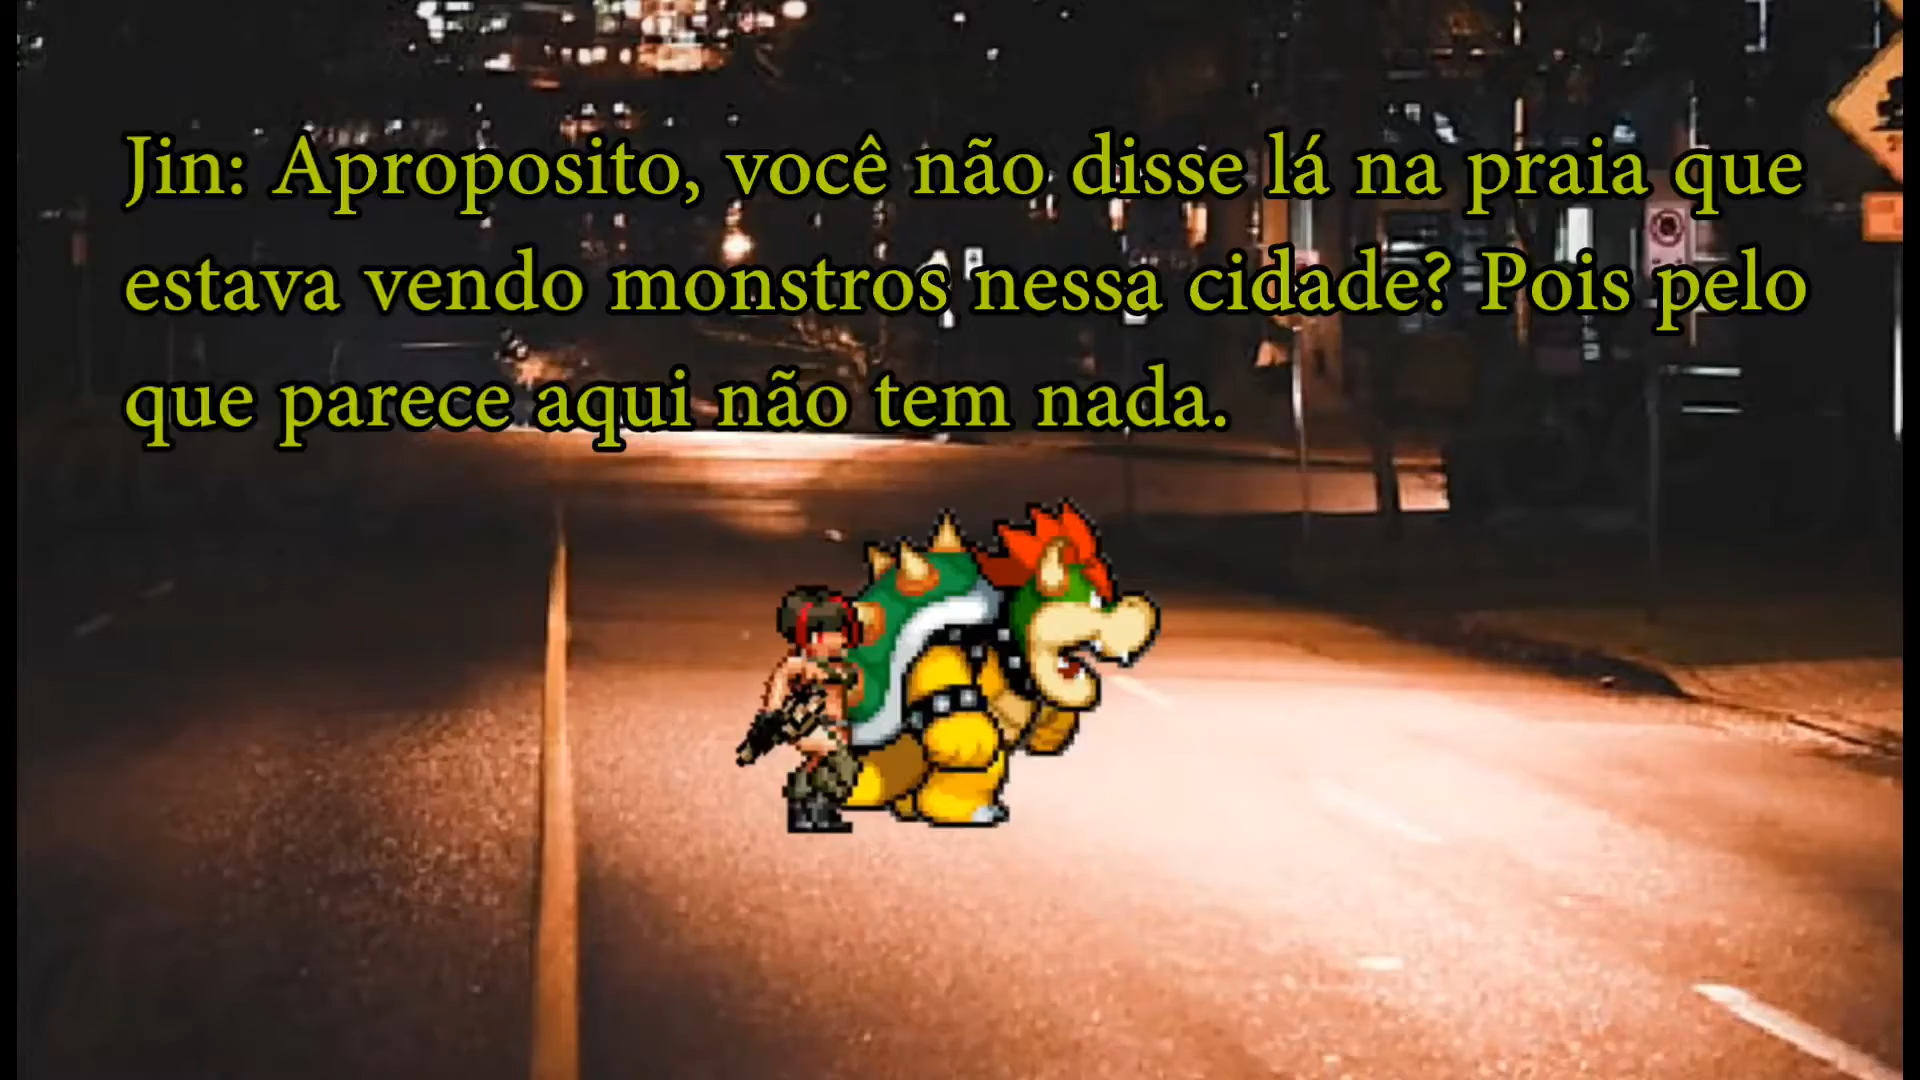 Jin: Aproposito, você não disse lá na praia que
estava vendo monstros nessa cidade? Pois pelo
que parece aqui não tem nada.